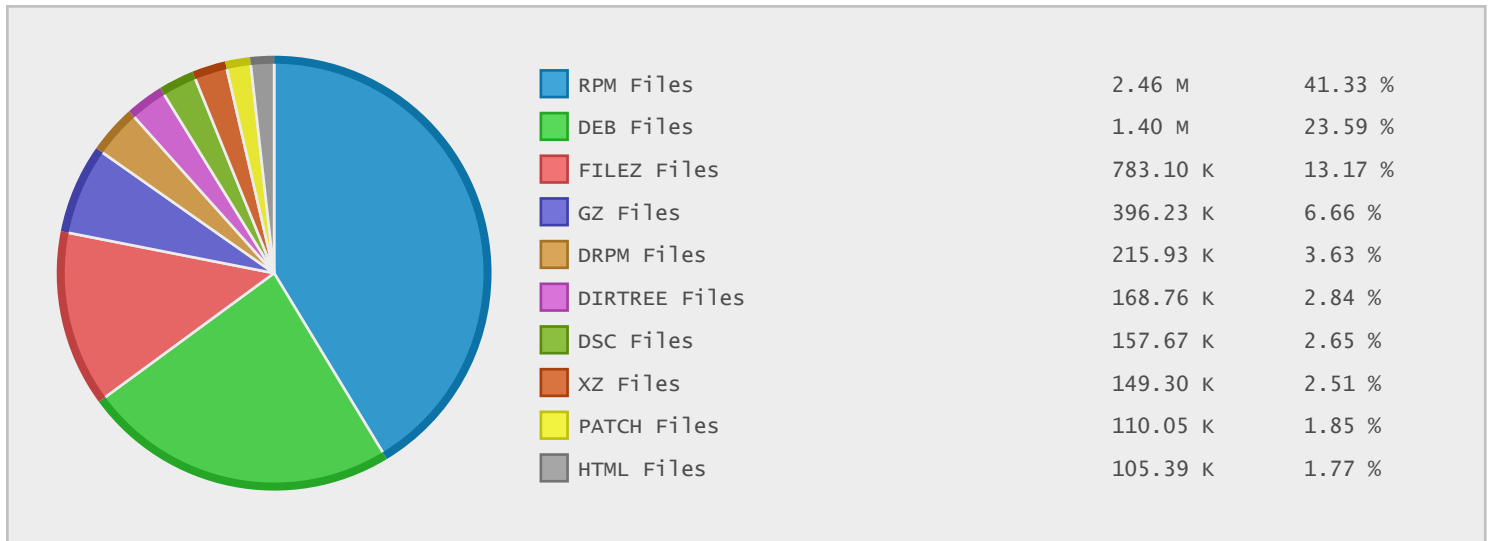 RPM Files 2.46 M 41.33 %
DEB Files 1.40 M 23.59 %
FILEZ Files 783.10 K 13.17 %
GZ Files 396.23 K 6.66 %
DRPM Files 215.93 K 3.63 %
DIRTREE Files 168.76 K 2.84 %
DSC Files 157.67 K 2.65 %
XZ Files 149.30 K 2.51 %
PATCH Files 110.05 K 1.85 %
HTML Files 105.39 K 1.77 %